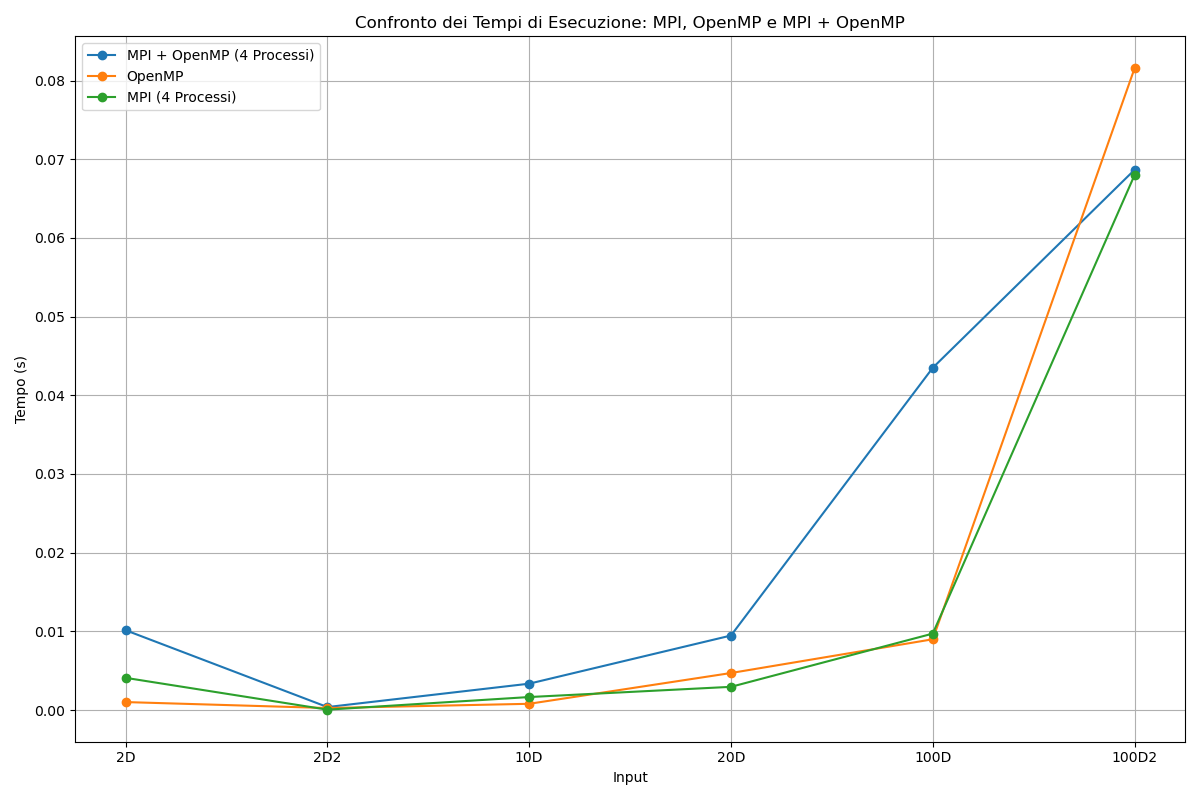 Confronto dei Tempi di Esecuzione: MPI, OpenMP e MPI + OpenMP
MPI + OpenMP (4 Processi)
OpenMP
MPI (4 Processi)
Tempo (s)
0.08
0.07
0.06
0.05
0.04
0.03
0.02
0.01
0.00
2D
2D2
10D
20D
100D
100D2
Input